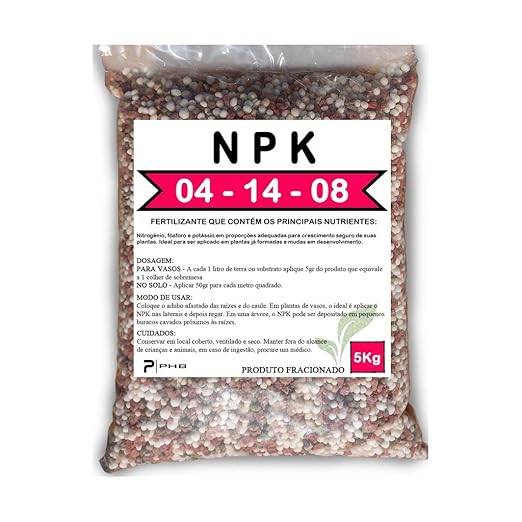 NPK
04 - 14 - 08
FERTILIZANTE QUE CONTÉM OS PRINCIPAIS NUTRIENTES:
Nitrogênio, fósforo e potássio em proporções adequadas para crescimento seguro de suas
plantas. Ideal para ser aplicado em plantas já formadas e mudas em desenvolvimento.
DOSAGEM:
PARA VASOS - A cada 1 litro de terra ou substrato aplique 5gr do produto que equivale
a 1 colher de sobremesa
NO SOLO - Aplicar 50gr para cada metro quadrado.
MODO DE USAR:
Coloque o adubo afastado das raízes e do caule. Em plantas de vasos, o ideal é aplicar o
NPK nas laterais e depois regar. Em uma árvore, o NPK pode ser depositado em pequenos
buracos cavados próximos às raízes.
CUIDADOS:
Conservar em local coberto, ventilado e seco. Manter fora do alcance
de crianças e animais, em caso de ingestão, procure um médico.
5Kg
PHB
PRODUTO FRACIONADO